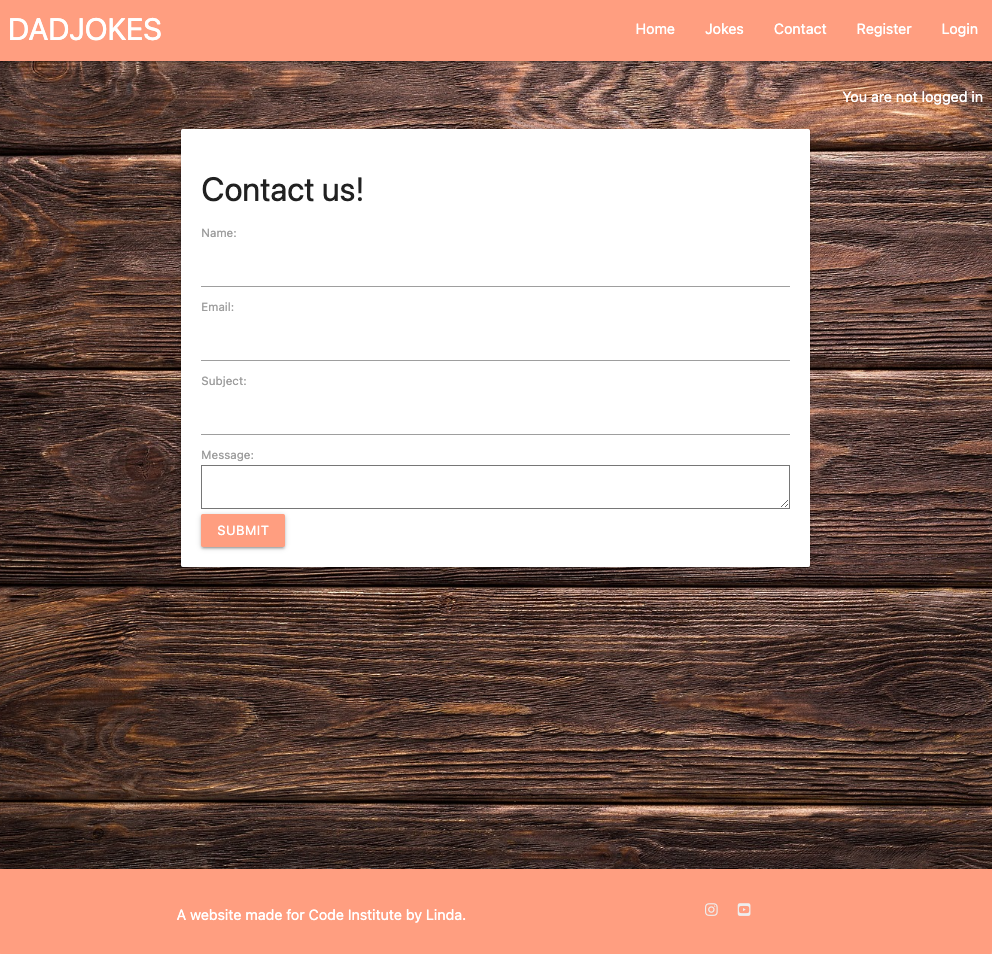 DADJOKES
Home Jokes Contact Register Login
You are not logged in
Contact us!
Name:
Email:
Subject:
Message:
SUBMIT
A website made for Code Institute by Linda.